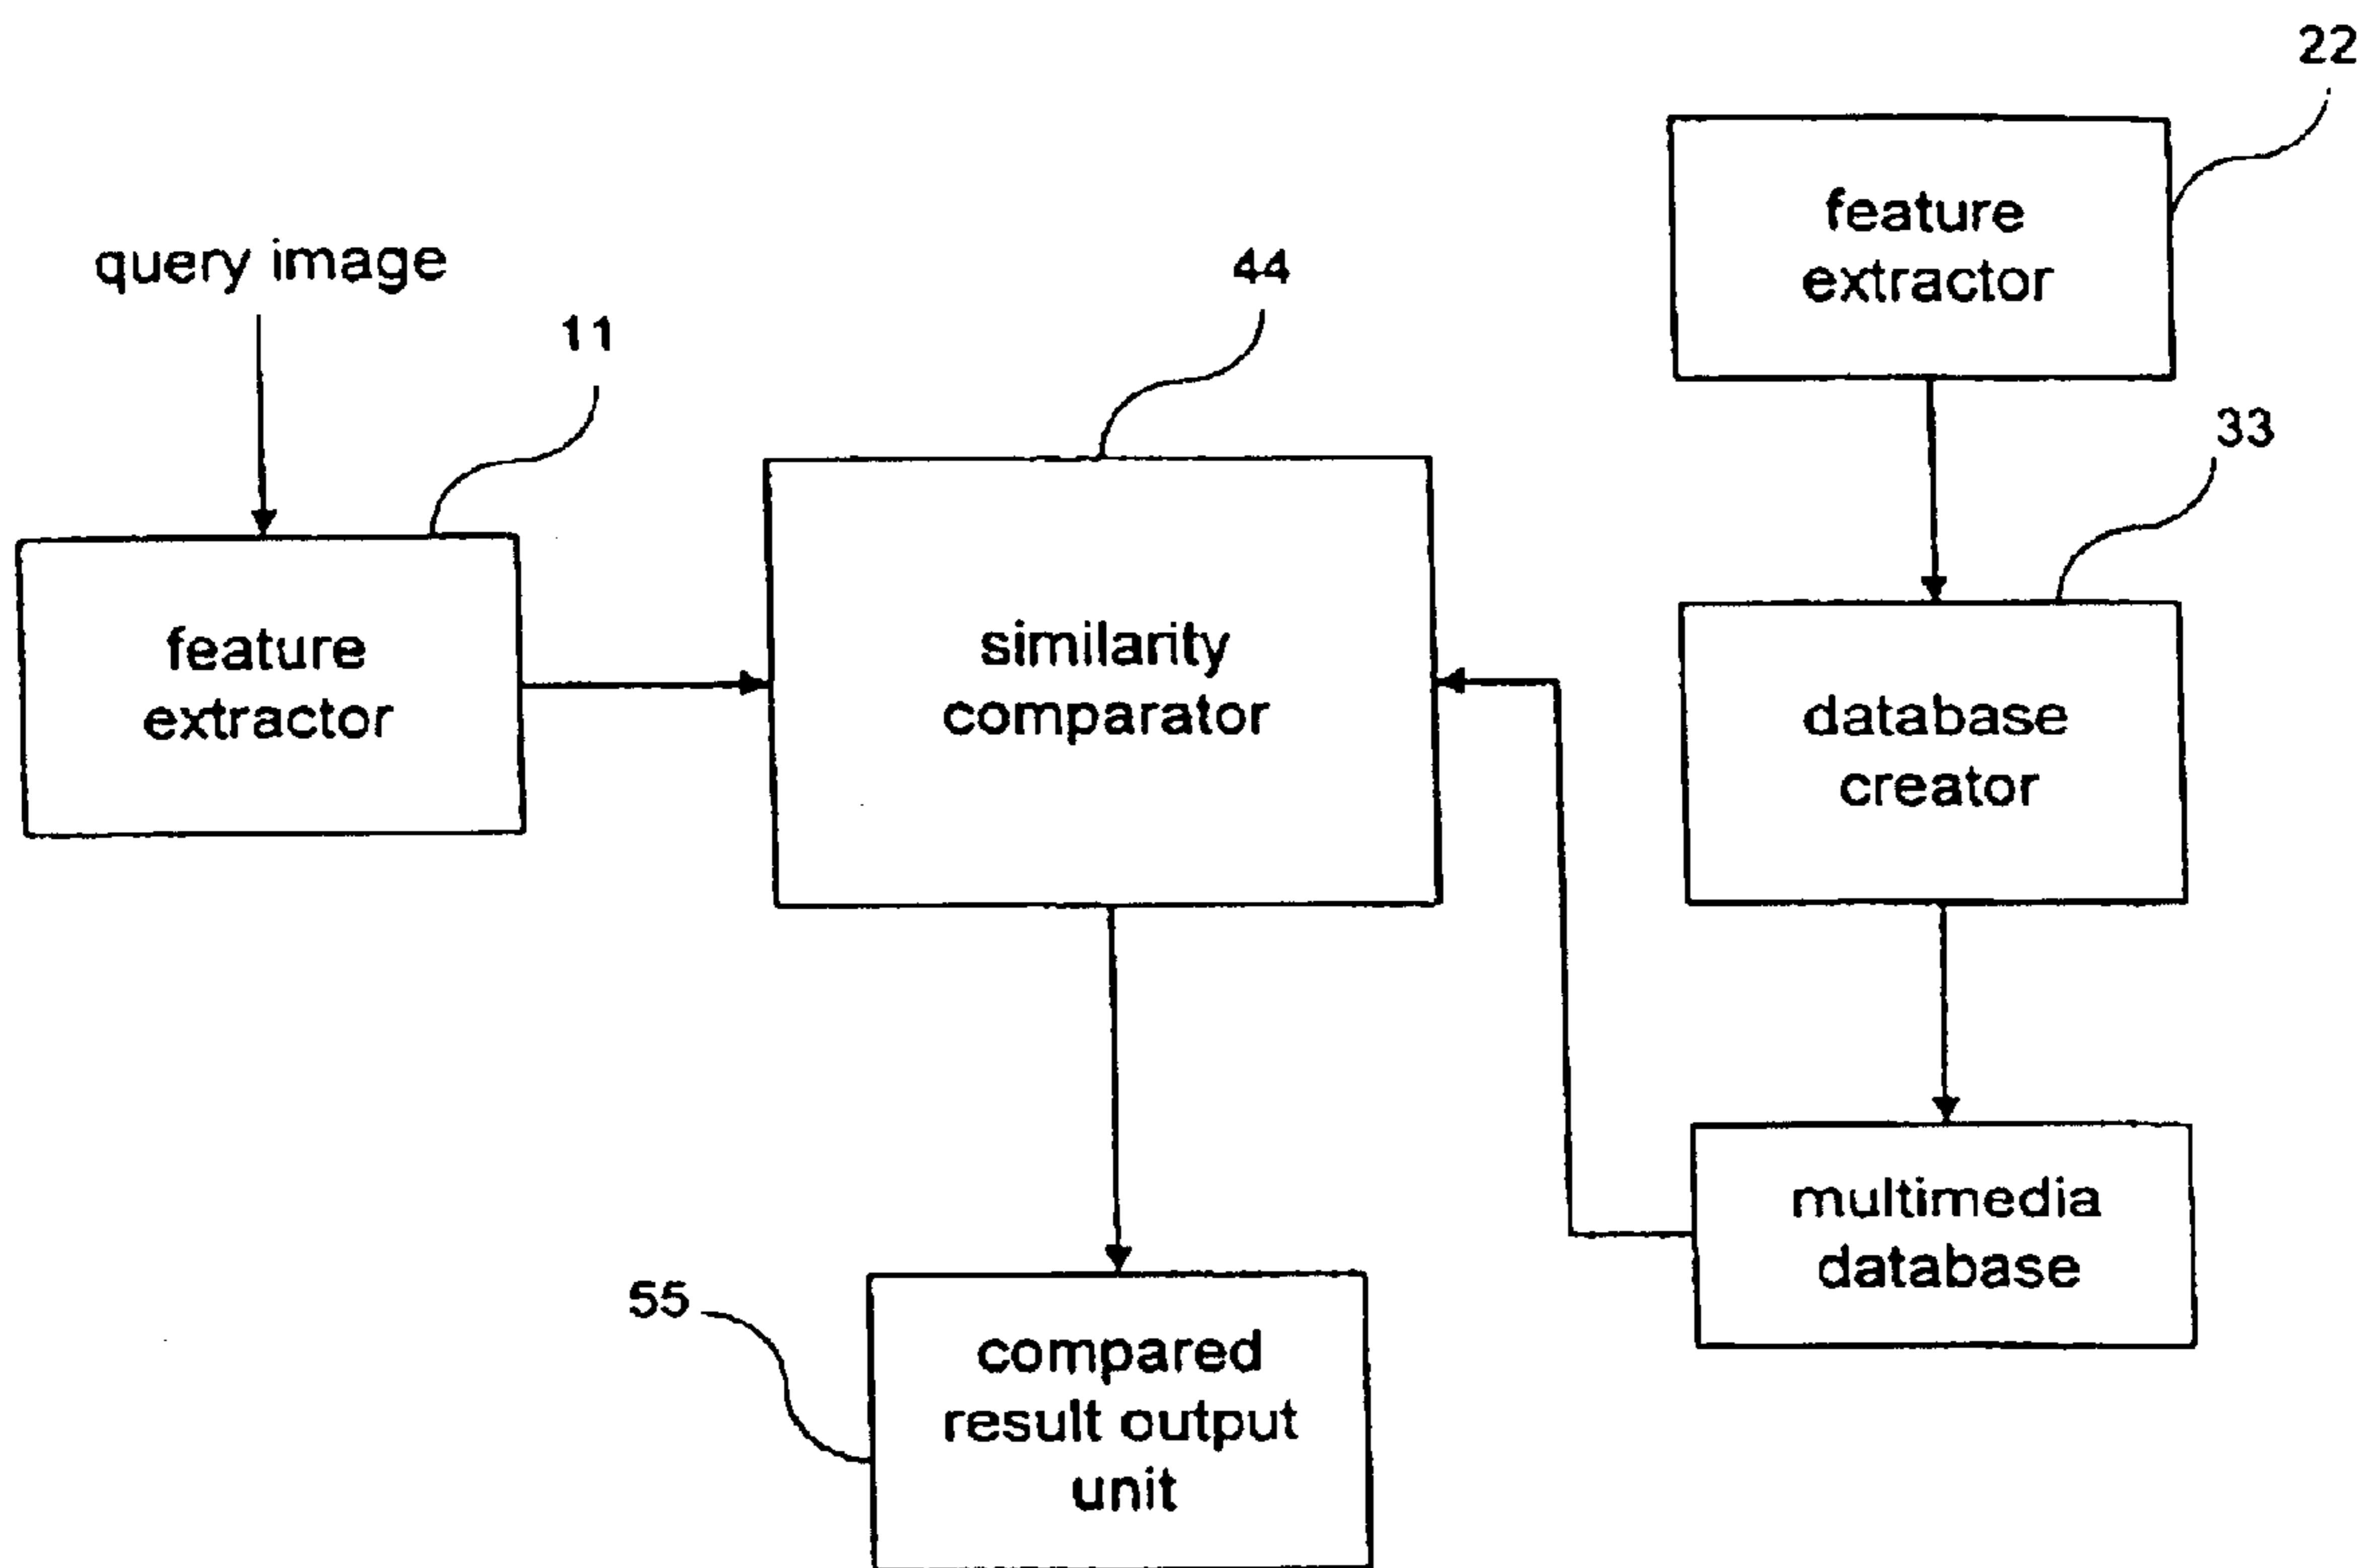 22
feature
extractor
query image
44
11
33
feature
extractor
similarity
comparator
database
creator
multimedia
database
55
compared
result output
unit